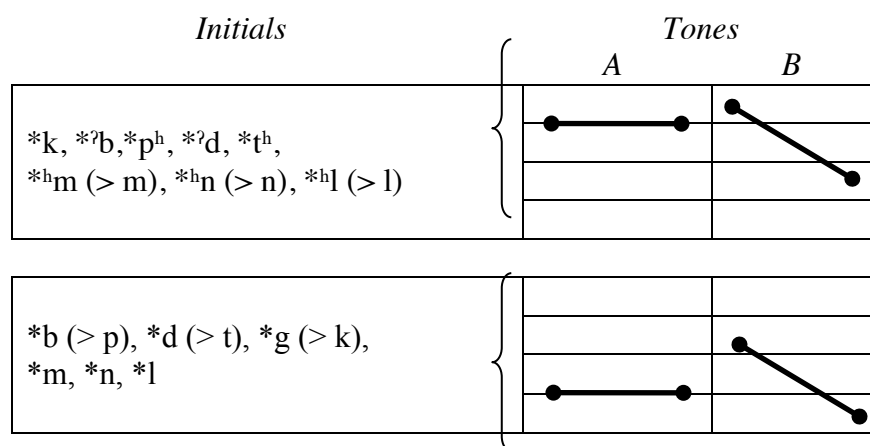 Initials Tones
A B
*k, *ˀb,*pʰ, *ˀd, *tʰ,
*ʰm (> m), *ʰn (> n), *ʰl (> l)
*b (> p), *d (> t), *g (> k),
*m, *n, *l